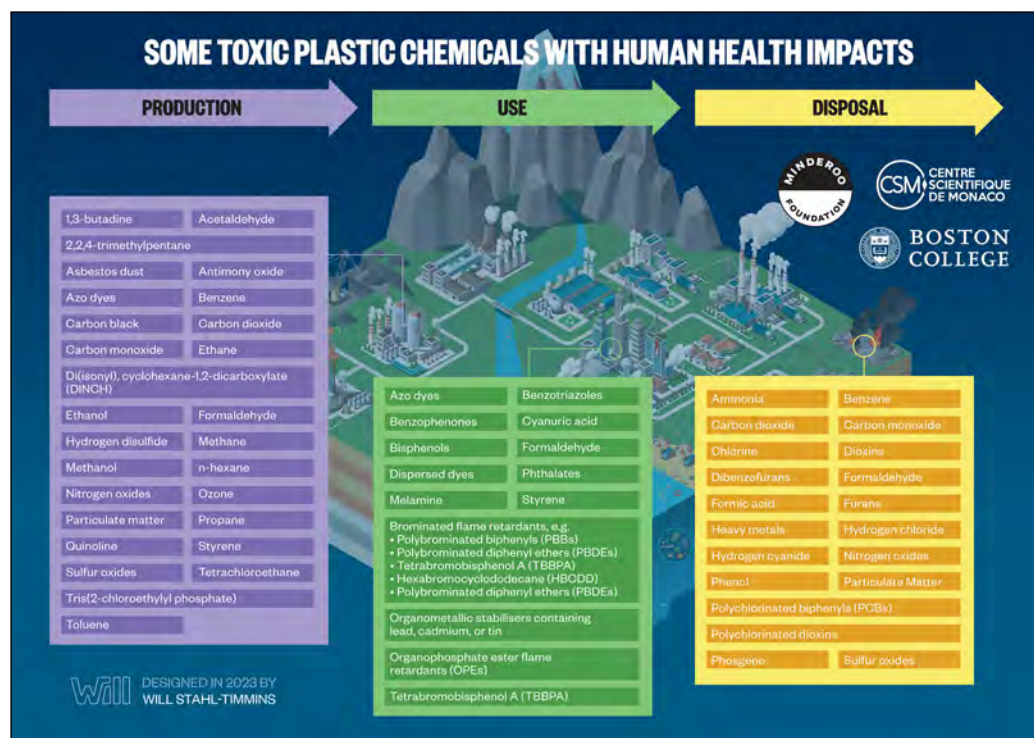 SOME TOXIC PLASTIC CHEMICALS WITH HUMAN HEALTH IMPACTS
PRODUCTION
USE
DISPOSAL
MINDEROO
FOUNDATION
CSM CENTRE
SCIENTIFIQUE
DE MONACO
BOSTON
COLLEGE
1,3-butadine
Acetaldehyde
2,2,4-trimethylpentane
Asbestos dust
Antimony oxide
Azo dyes
Benzene
Carbon black
Carbon dioxide
Carbon monoxide
Ethane
Di(isonyl), cyclohexane-1,2-dicarboxylate
(DINCH)
Ethanol
Formaldehyde
Hydrogen disulfide
Methane
Methanol
n-hexane
Nitrogen oxides
Ozone
Particulate matter
Propane
Quinoline
Styrene
Sulfur oxides
Tetrachloroethane
Tris(2-chloroethylyl phosphate)
Toluene
Azo dyes
Benzotriazoles
Benzophenones
Cyanuric acid
Bisphenols
Formaldehyde
Dispersed dyes
Phthalates
Melamine
Styrene
Brominated flame retardants, e.g.
• Polybrominated biphenyls (PBBs)
• Polybrominated diphenyl ethers (PBDEs)
• Tetrabromobisphenol A (TBBPA)
• Hexabromocyclododecane (HBCDD)
• Polybrominated diphenyl ethers (PBDEs)
Organometallic stabilisers containing
lead, cadmium, or tin
Organophosphate ester flame
retardants (OPEs)
Tetrabromobisphenol A (TBBPA)
Ammonia
Benzene
Carbon dioxide
Carbon monoxide
Chlorine
Dioxins
Dibenzofurans
Formaldehyde
Formic acid
Furans
Heavy metals
Hydrogen chloride
Hydrogen cyanide
Nitrogen oxides
Phenol
Particulate Matter
Polychlorinated biphenyls (PCBs)
Polychlorinated dioxins
Phosgene
Sulfur oxides
Will
DESIGNED IN 2023 BY
WILL STAHL-TIMMINS